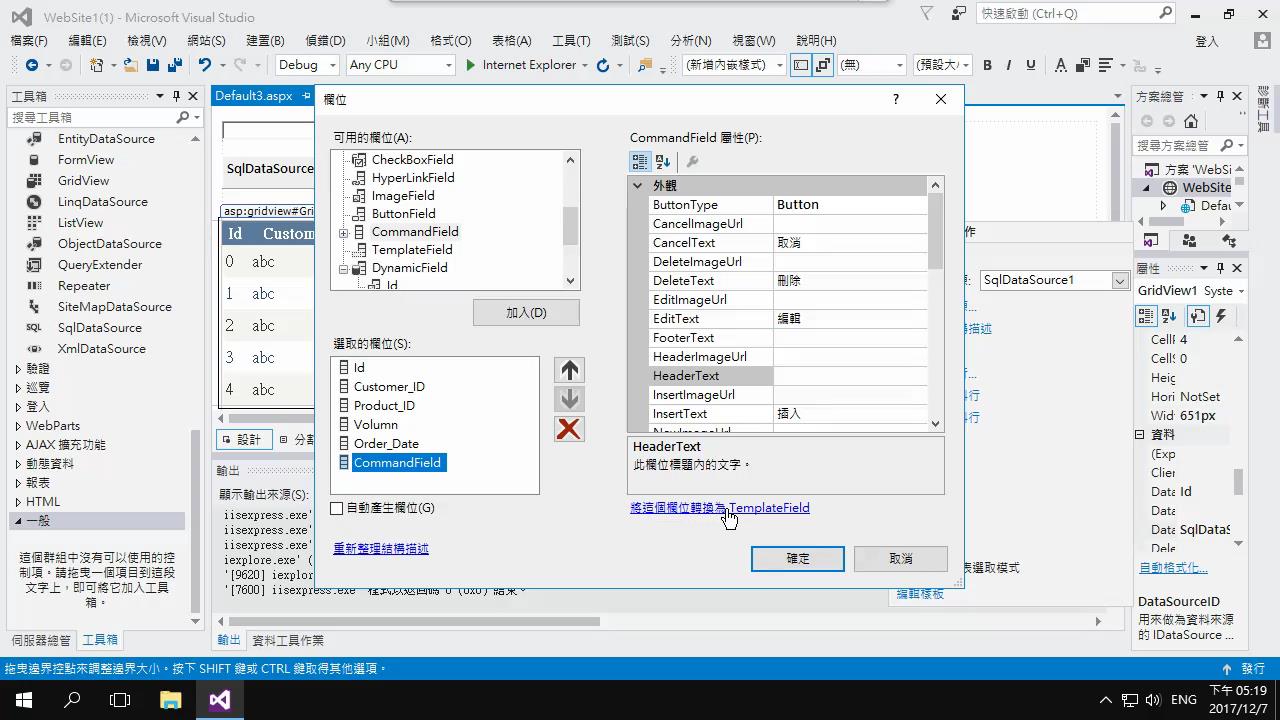 WebSite1(1) - Microsoft Visual Studio
快速啟動 (Ctrl+Q)
檔案(F) 編輯(E) 檢視(V) 網站(S) 建置(B) 偵錯(D) 小組(M) 格式(O) 表格(A) 工具(T) 測試(S) 分析(N) 視窗(W) 說明(H)
登入
Debug Any CPU Internet Explorer (新增內嵌樣式) (無) (預設大 B I U A
工具箱
搜尋工具箱
EntityDataSource
FormView
GridView
LinqDataSource
ListView
ObjectDataSource
QueryExtender
Repeater
SiteMapDataSource
SqlDataSource
XmlDataSource
驗證
巡覽
登入
WebParts
AJAX 擴充功能
動態資料
報表
HTML
一般
這個群組中沒有可以使用的控
制項。請拖曳一個項目到這段
文字上，即可將它加入工具
箱。
伺服器總管 工具箱
Default3.aspx
SqlDataSource
asp:gridview#Gri
Id Custom
0 abc
1 abc
2 abc
3 abc
4 abc
設計 分割
輸出
顯示輸出來源(S):
iisexpress.exe'
iisexpress.exe'
iisexpress.exe'
iisexpress.exe'
iexplore.exe' (
'[9620] iexplor
'[7600] iisexpress.exe
輸出 資料工具作業
欄位
? ×
可用的欄位(A):
CheckBoxField
HyperLinkField
ImageField
ButtonField
CommandField
TemplateField
DynamicField
Id
加入(D)
選取的欄位(S):
Id
Customer_ID
Product_ID
Volumn
Order_Date
CommandField
自動產生欄位(G)
重新整理結構描述
CommandField 屬性(P):
外觀
ButtonType Button
CancelImageUrl
CancelText 取消
DeleteImageUrl
DeleteText 刪除
EditImageUrl
EditText 編輯
FooterText
HeaderImageUrl
HeaderText
InsertImageUrl
InsertText 插入
NewImageUrl
HeaderText
此欄位標題內的文字。
將這個欄位轉換為 TemplateField
確定 取消
作
SqlDataSource1
描述
行
行
表選取模式
編輯樣板
方案總管
搜尋方案總管
方案 'WebSi
WebSite
Defau
屬性
GridView1 Syste
CellP 4
CellS 0
Heig
Hori NotSet
Widt 651px
資料
(Exp
Clien
Data Id
Data
Data SqlDataS
Dele
自動格式化...
DataSourceID
用來做為資料來源
的 IDataSource ...
拖曳邊界控點來調整邊界大小。按下 SHIFT 鍵或 CTRL 鍵取得其他選項。
發行
ENG
下午 05:19
2017/12/7